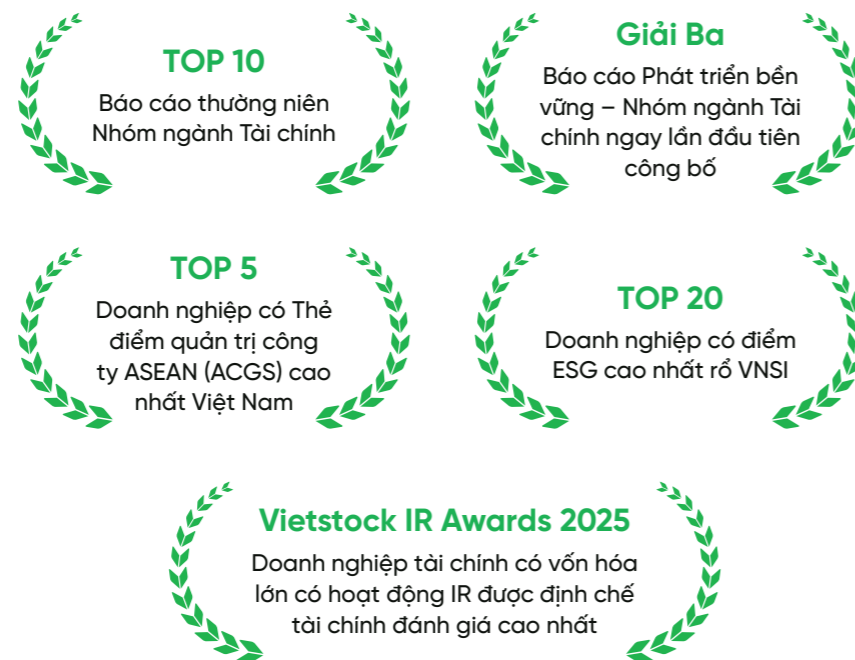 TOP 10
Báo cáo thường niên
Nhóm ngành Tài chính
Giải Ba
Báo cáo Phát triển bền
vững – Nhóm ngành Tài
chính ngay lần đầu tiên
công bố
TOP 5
Doanh nghiệp có Thẻ
điểm quản trị công
ty ASEAN (ACGS) cao
nhất Việt Nam
TOP 20
Doanh nghiệp có điểm
ESG cao nhất rổ VNSI
Vietstock IR Awards 2025
Doanh nghiệp tài chính có vốn hóa
lớn có hoạt động IR được định chế
tài chính đánh giá cao nhất